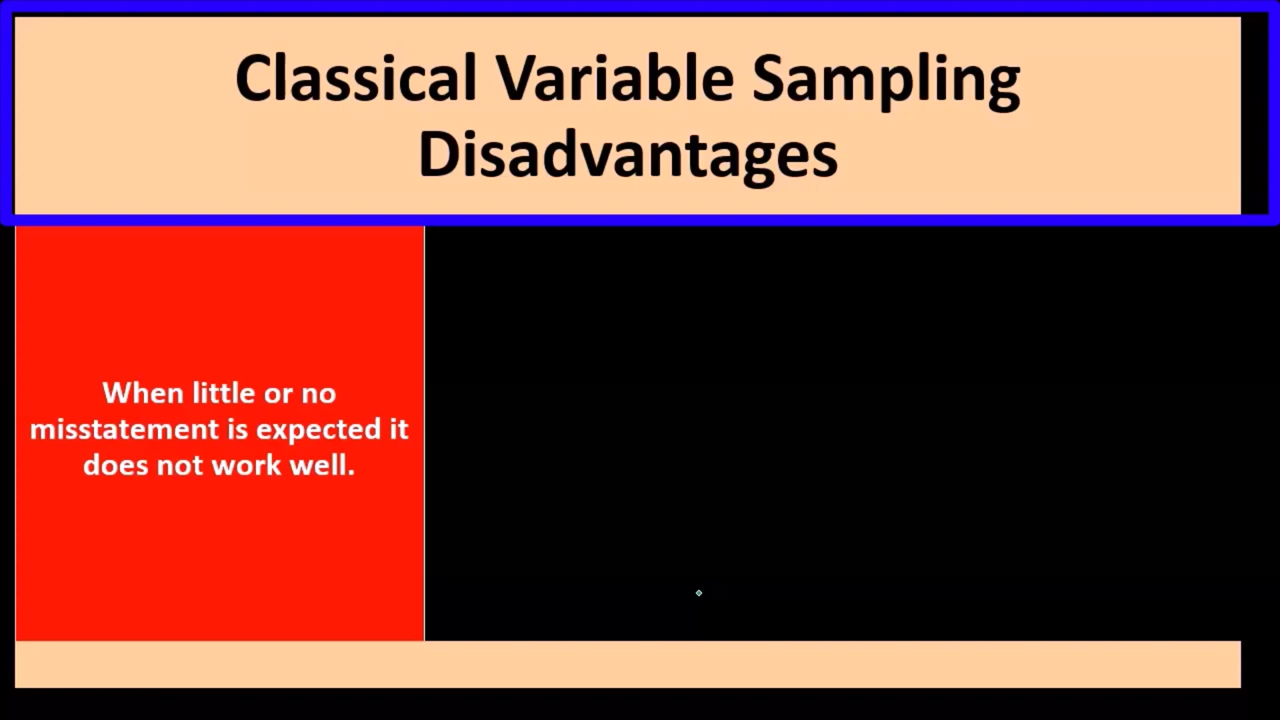 Classical Variable Sampling
Disadvantages
When little or no
misstatement is expected it
does not work well.